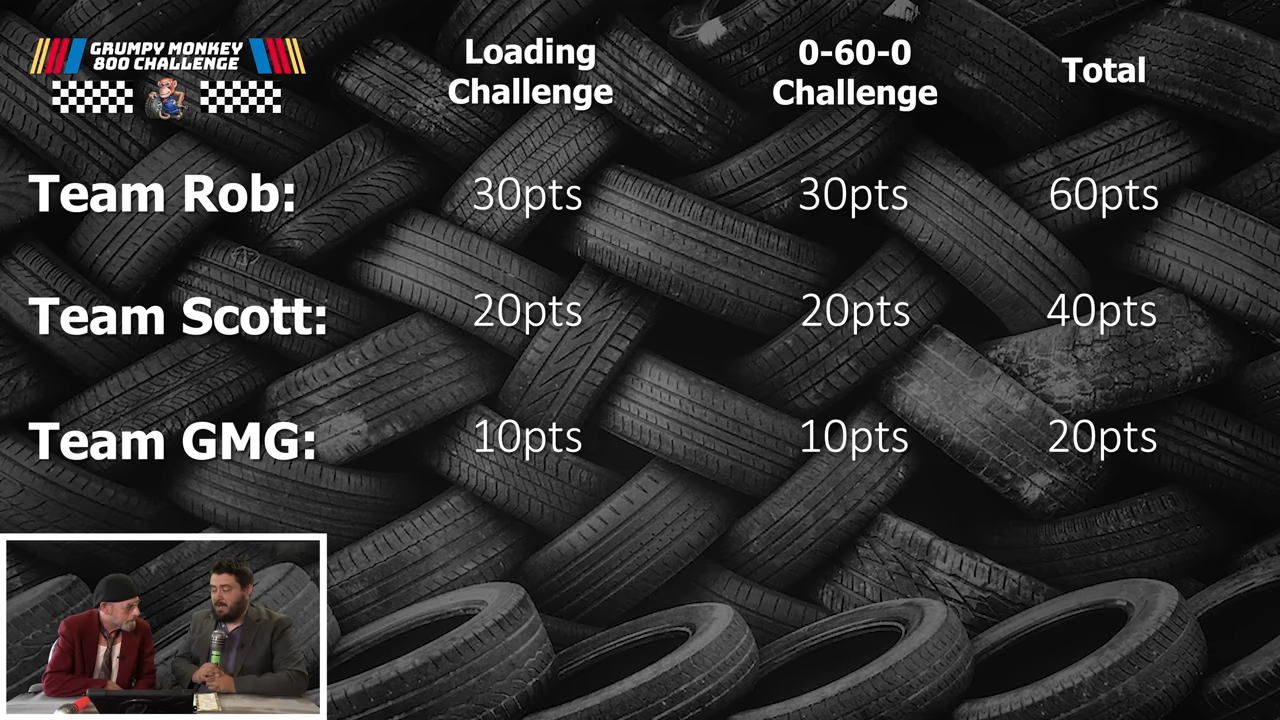 GRUMPY MONKEY
800 CHALLENGE
Loading
Challenge
0-60-0
Challenge
Total
Team Rob: 30pts 30pts 60pts
Team Scott: 20pts 20pts 40pts
Team GMG: 10pts 10pts 20pts